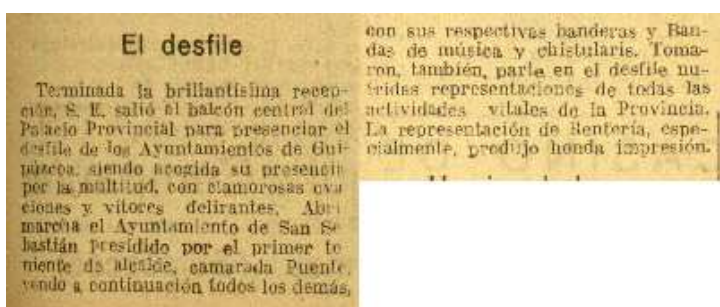 El desfile
Terminada la brillantísima recep-
ción, S. E. salió al balcón central del
Palacio Provincial para presenciar el
desfile de los Ayuntamientos de Gui-
púzcoa, siendo acogida su presencia
por la multitud, con clamorosas ova
ciones y vítores delirantes. Abrí
marcha el Ayuntamiento de San Se
bastián presidido por el primer te
niente de alcalde, camarada Puente,
yendo a continuación todos los demás,
con sus respectivas banderas y Ban-
das de música y chistularis. Toma-
ron, también, parte en el desfile nu-
tridas representaciones de todas las
actividades vitales de la Provincia.
La representación de Rentería, espe-
cialmente, produjo honda impresión.